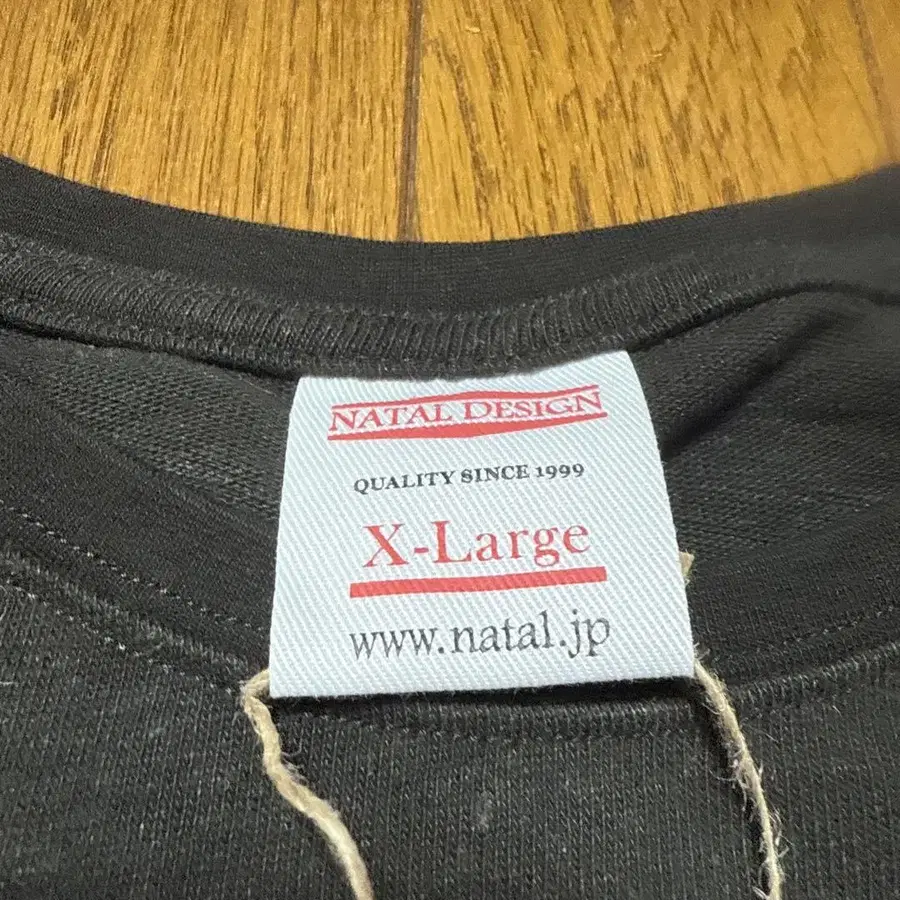 NATAL DESIGN
QUALITY SINCE 1999
X-Large
www.natal.jp